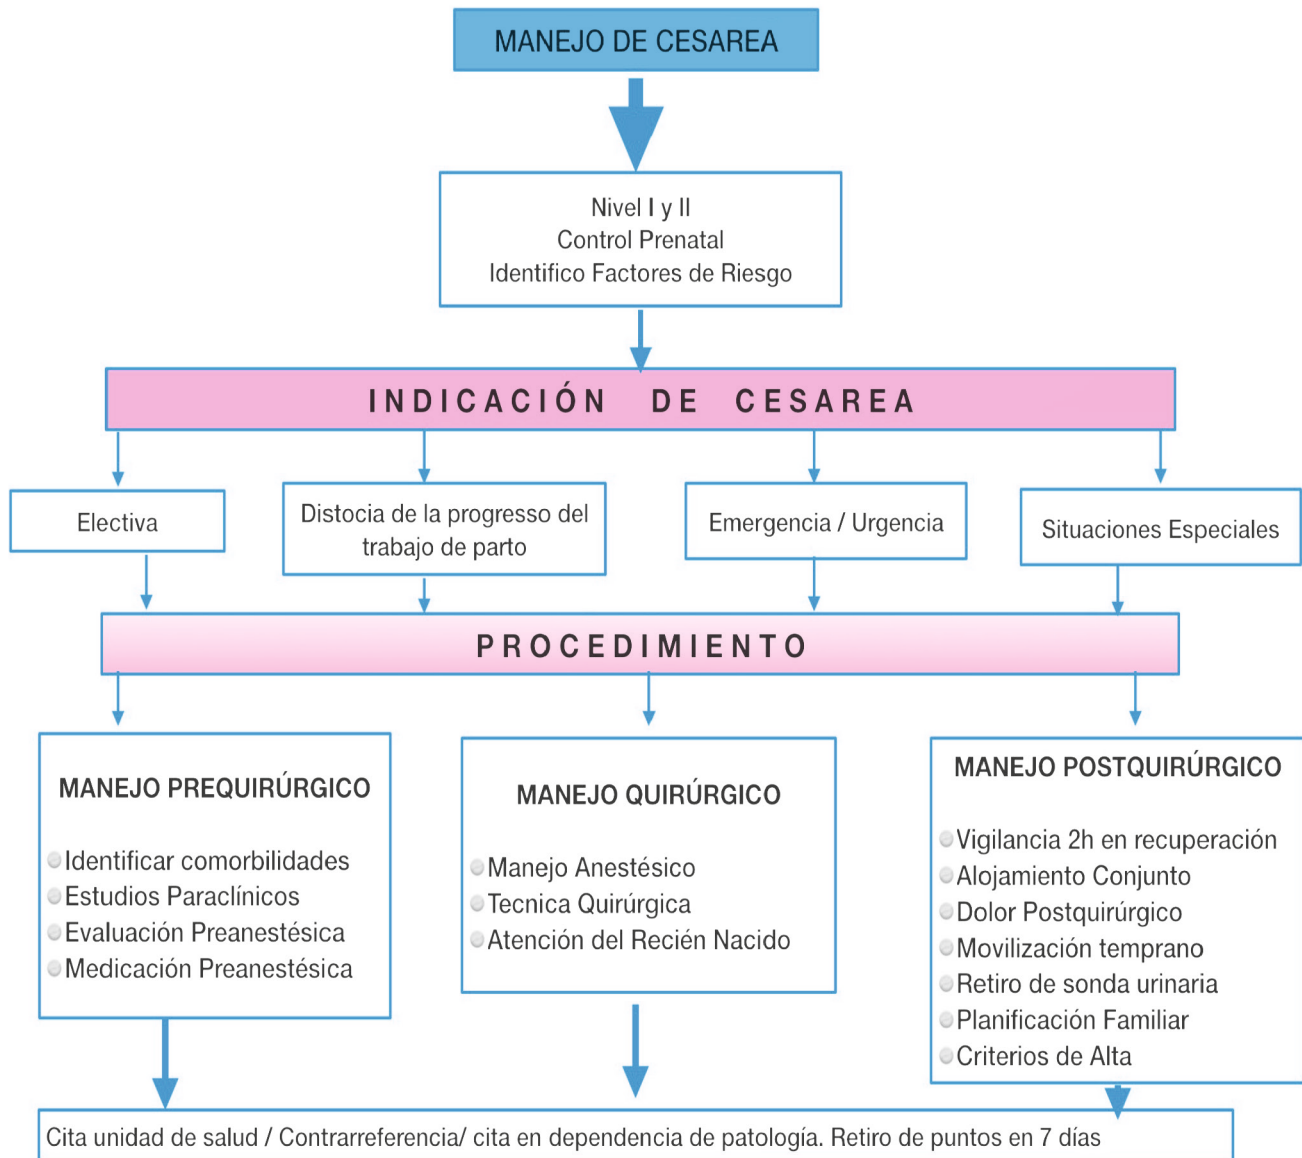 MANEJO DE CESAREA
Nivel I y II
Control Prenatal
Identifico Factores de Riesgo
INDICACIÓN DE CESAREA
Electiva
Distocia de la progresso del
trabajo de parto
Emergencia / Urgencia
Situaciones Especiales
PROCEDIMIENTO
MANEJO PREQUIRÚRGICO
Identificar comorbilidades
Estudios Paraclínicos
Evaluación Preanestésica
Medicación Preanestésica
MANEJO QUIRÚRGICO
Manejo Anestésico
Tecnica Quirúrgica
Atención del Recién Nacido
MANEJO POSTQUIRÚRGICO
Vigilancia 2h en recuperación
Alojamiento Conjunto
Dolor Postquirúrgico
Movilización temprano
Retiro de sonda urinaria
Planificación Familiar
Criterios de Alta
Cita unidad de salud / Contrarreferencia/ cita en dependencia de patología. Retiro de puntos en 7 días